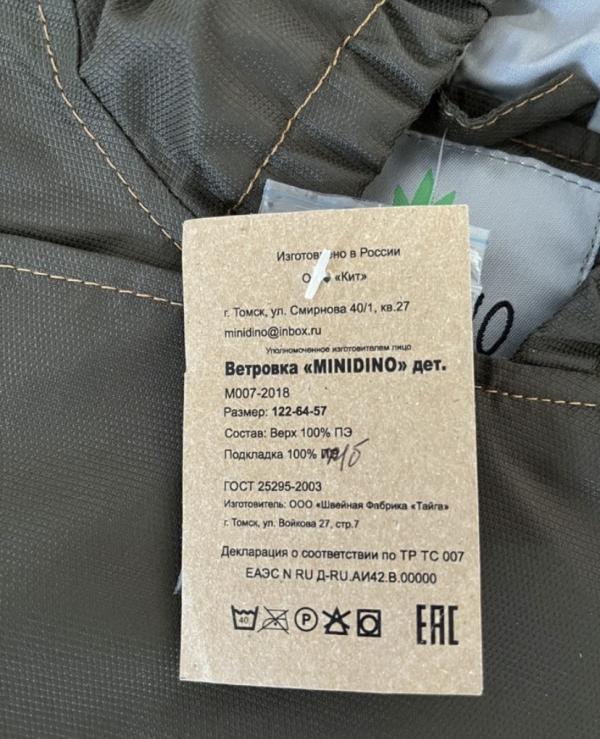 Изготовлено в России
«Кит»
г. Томск, ул. Смирнова 40/1, кв.27
minidino@inbox.ru
Уполномоченное изготовителем лицо
Ветровка «MINIDINO» дет.
М007-2018
Размер: 122-64-57
Состав: Верх 100% ПЭ
Подкладка 100%
ГОСТ 25295-2003
Изготовитель: ООО «Швейная Фабрика «Тайга»
г. Томск, ул. Войкова 27, стр.7
Декларация о соответствии по ТР ТС 007
ЕАЭС N RU Д-RU.АИ42.В.00000
40 P EAC